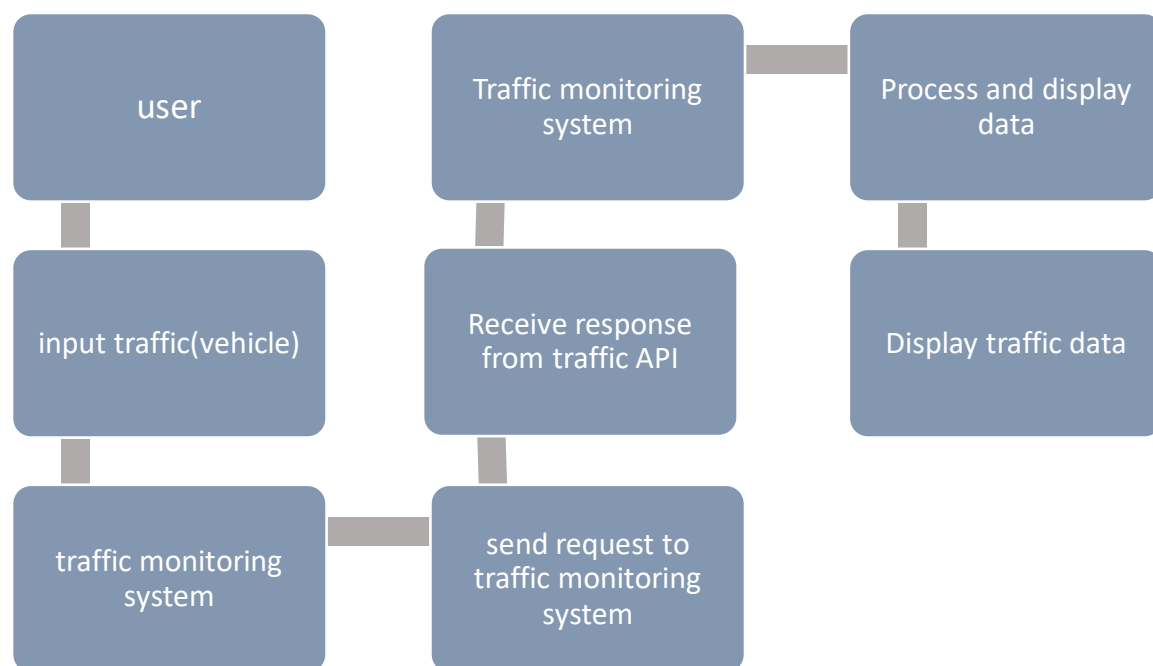 user
input traffic(vehicle)
traffic monitoring
system
send request to
traffic monitoring
system
Receive response
from traffic API
Traffic monitoring
system
Process and display
data
Display traffic data